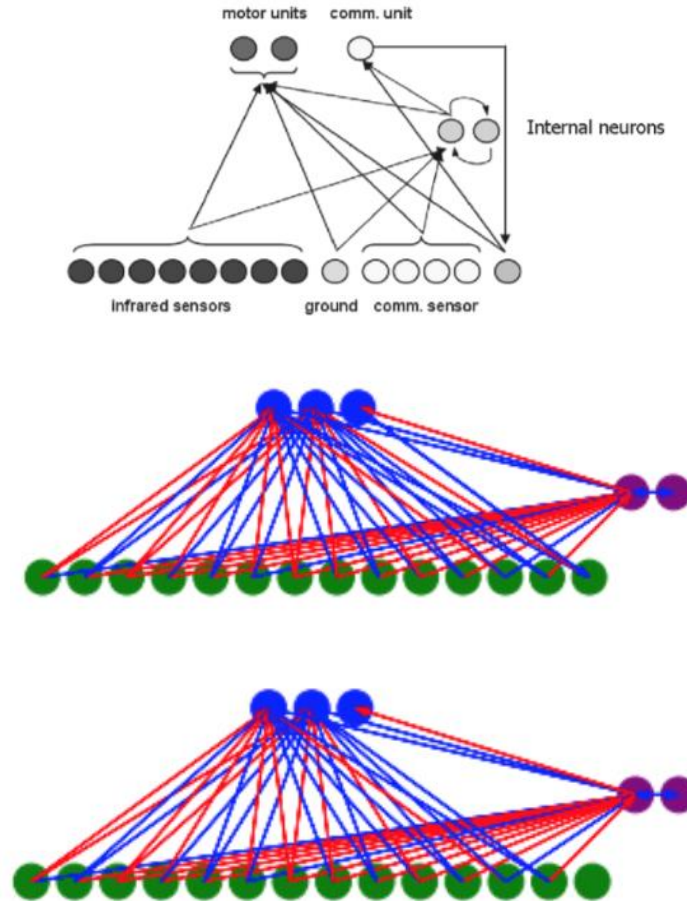 motor units comm. unit
Internal neurons
infrared sensors ground comm. sensor